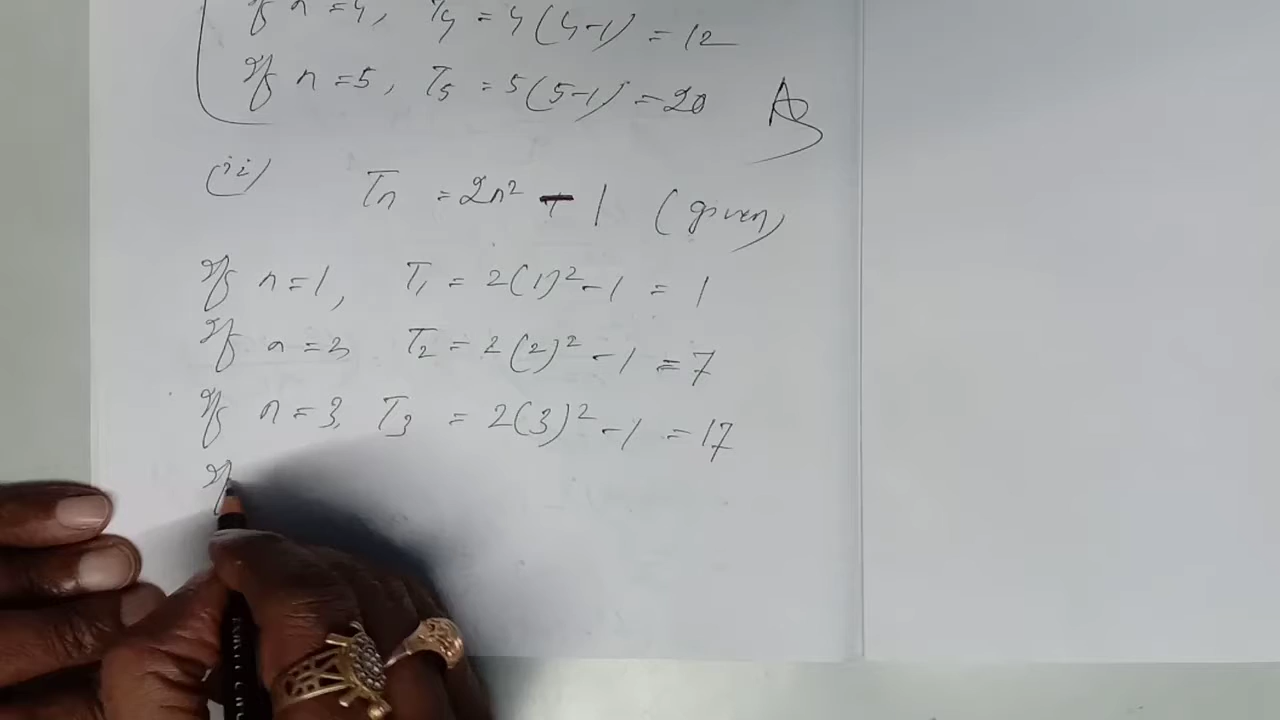 If n = 4, T4 = 4(4-1) = 12
If n = 5, T5 = 5(5-1) = 20
(ii) Tn = 2n² - 1 (given)
If n = 1, T1 = 2(1)² - 1 = 1
If n = 2, T2 = 2(2)² - 1 = 7
If n = 3, T3 = 2(3)² - 1 = 17
If